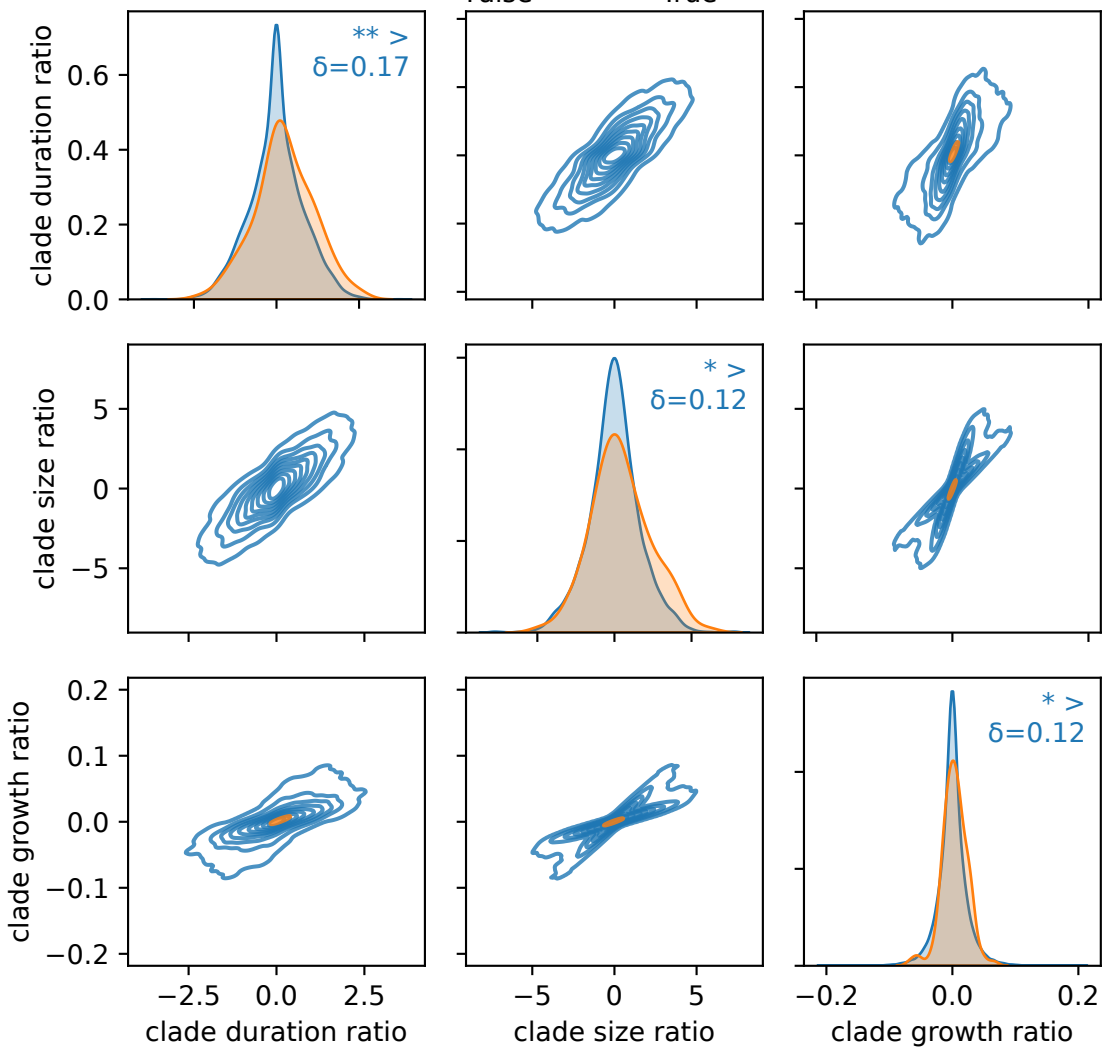 clade duration ratio
0.6
0.4
0.2
0.0
** >
δ=0.17
clade size ratio
5
0
−5
* >
δ=0.12
clade growth ratio
0.2
0.1
0.0
−0.1
−0.2
* >
δ=0.12
−2.5 0.0 2.5
clade duration ratio
−5 0 5
clade size ratio
−0.2 0.0 0.2
clade growth ratio